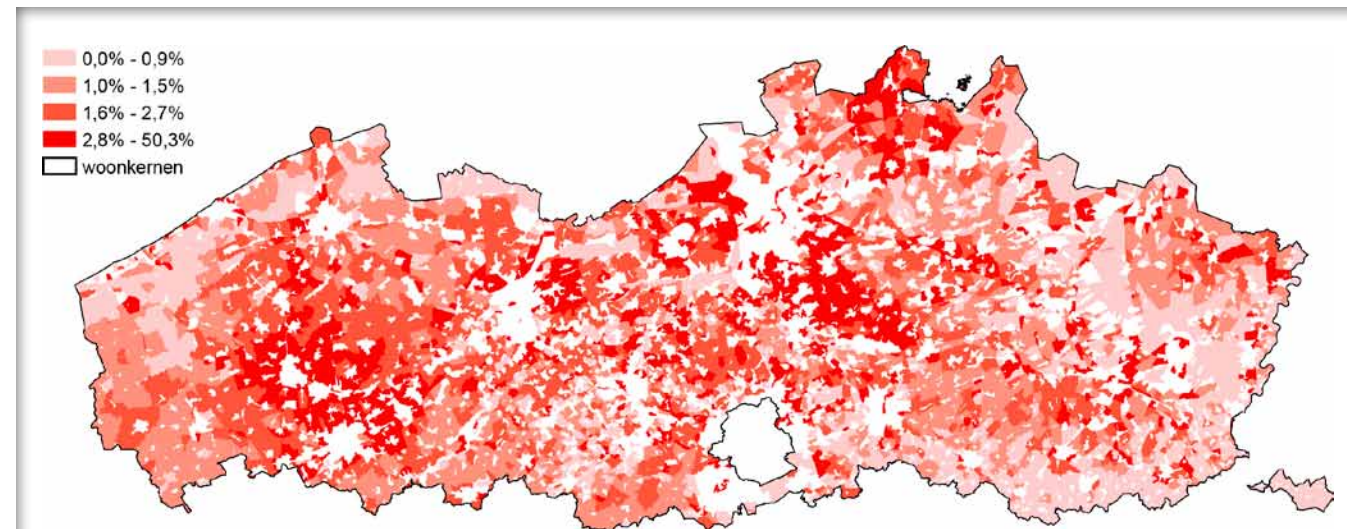 0,0% - 0,9%
1,0% - 1,5%
1,6% - 2,7%
2,8% - 50,3%
woonkernen